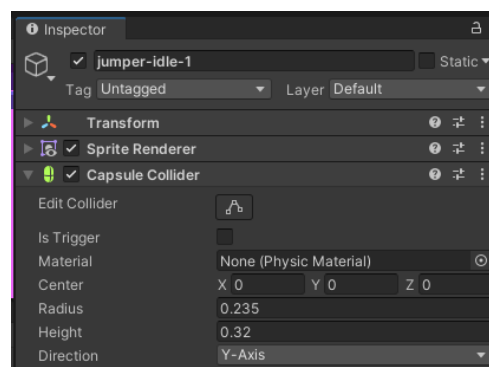 Inspector
jumper-idle-1 Static
Tag Untagged Layer Default
Transform
Sprite Renderer
Capsule Collider
Edit Collider
Is Trigger
Material None (Physic Material)
Center X 0 Y 0 Z 0
Radius 0.235
Height 0.32
Direction Y-Axis